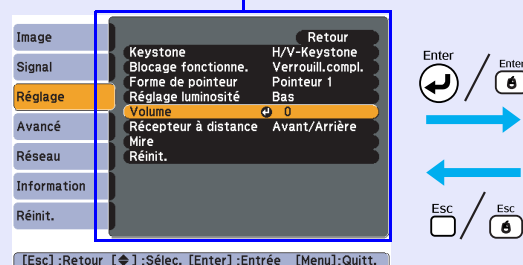 Image
Signal
Réglage
Avancé
Réseau
Information
Réinit.
Retour
Keystone H/V-Keystone
Blocage fonctionne. Verrouill.compl.
Forme de pointeur Pointeur 1
Réglage luminosité Bas
Volume 0
Récepteur à distance Avant/Arrière
Mire
Réinit.
[Esc] :Retour [ ] :Sélec. [Enter] :Entrée [Menu]:Quitt.
Enter
Enter
Esc
Esc